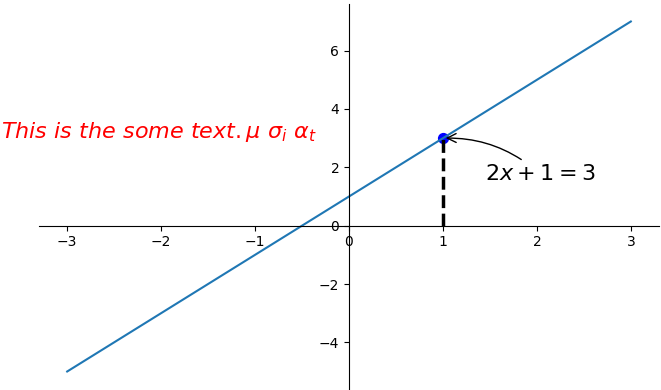 6
4
This is the some text. μ σᵢ αₜ
2
2x + 1 = 3
0
−3 −2 −1 0 1 2 3
−2
−4